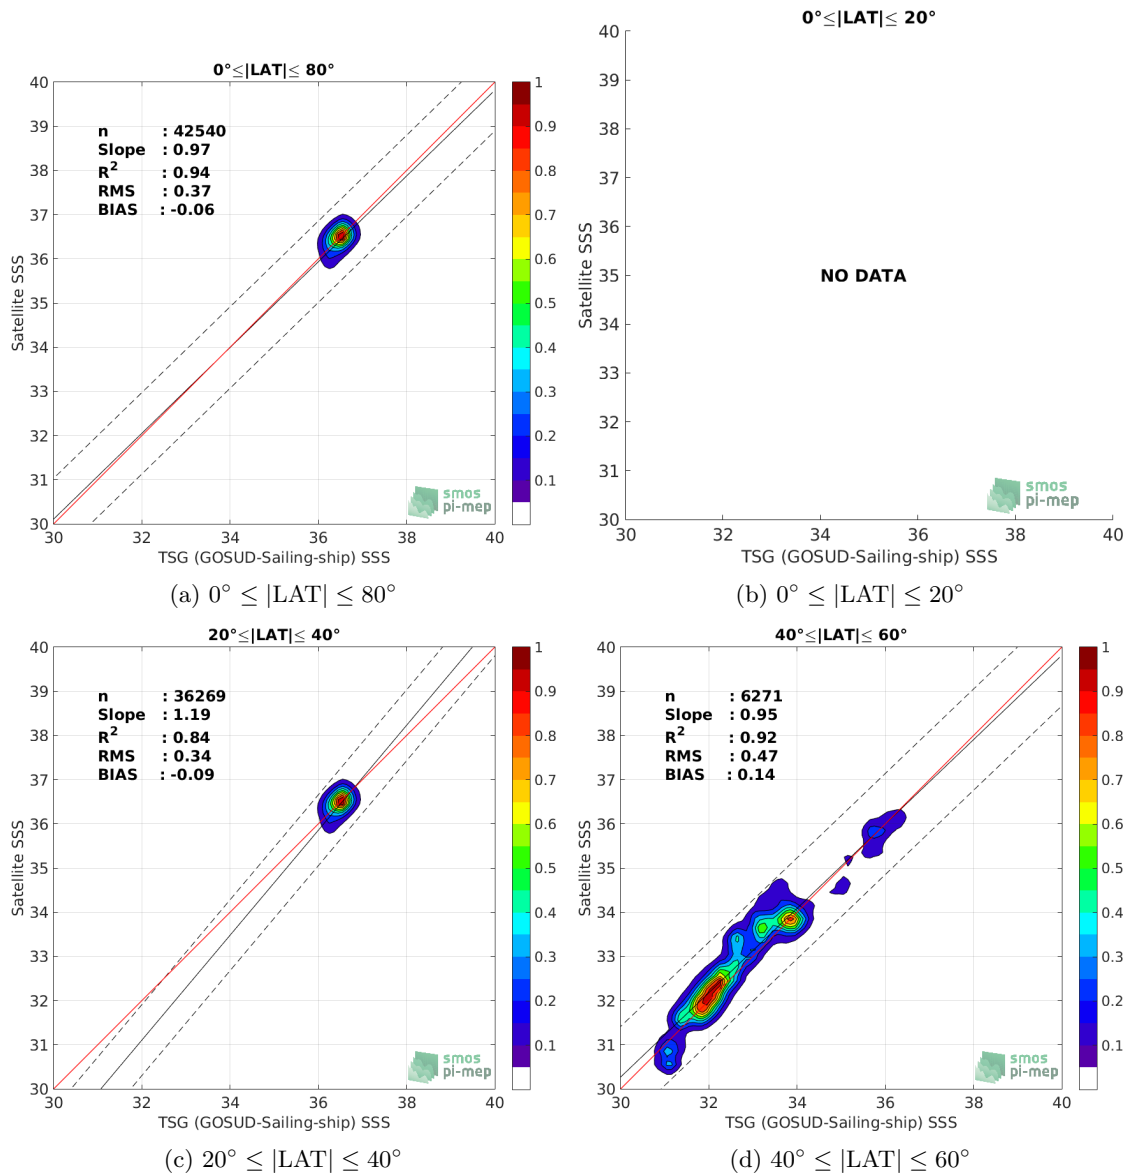 0°≤|LAT|≤ 80°
40
39
38
37
36
35
34
33
32
31
30
Satellite SSS
n : 42540
Slope : 0.97
R² : 0.94
RMS : 0.37
BIAS : -0.06
smos
pi-mep
30 32 34 36 38 40
TSG (GOSUD-Sailing-ship) SSS
1
0.9
0.8
0.7
0.6
0.5
0.4
0.3
0.2
0.1
(a) 0° ≤ |LAT| ≤ 80°
0°≤|LAT|≤ 20°
40
39
38
37
36
35
34
33
32
31
30
Satellite SSS
NO DATA
smos
pi-mep
30 32 34 36 38 40
TSG (GOSUD-Sailing-ship) SSS
(b) 0° ≤ |LAT| ≤ 20°
20°≤|LAT|≤ 40°
40
39
38
37
36
35
34
33
32
31
30
Satellite SSS
n : 36269
Slope : 1.19
R² : 0.84
RMS : 0.34
BIAS : -0.09
smos
pi-mep
30 32 34 36 38 40
TSG (GOSUD-Sailing-ship) SSS
1
0.9
0.8
0.7
0.6
0.5
0.4
0.3
0.2
0.1
(c) 20° ≤ |LAT| ≤ 40°
40°≤|LAT|≤ 60°
40
39
38
37
36
35
34
33
32
31
30
Satellite SSS
n : 6271
Slope : 0.95
R² : 0.92
RMS : 0.47
BIAS : 0.14
smos
pi-mep
30 32 34 36 38 40
TSG (GOSUD-Sailing-ship) SSS
1
0.9
0.8
0.7
0.6
0.5
0.4
0.3
0.2
0.1
(d) 40° ≤ |LAT| ≤ 60°